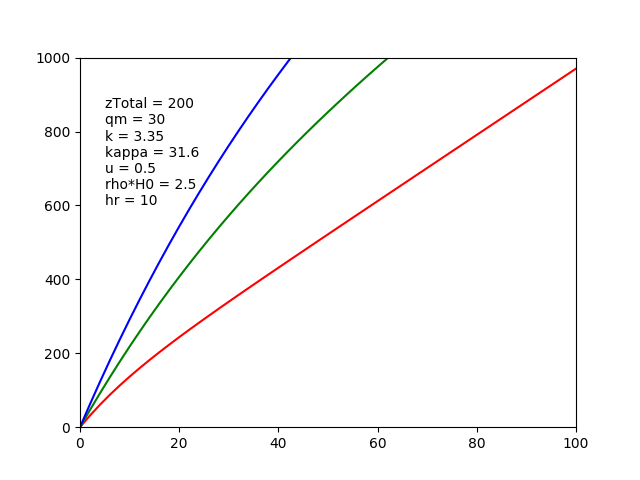 1000
800
600
400
200
0
zTotal = 200
qm = 30
k = 3.35
kappa = 31.6
u = 0.5
rho*H0 = 2.5
hr = 10
0 20 40 60 80 100